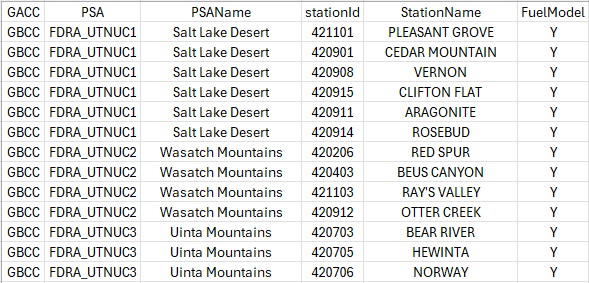 GACC PSA PSAName stationId StationName FuelModel
GBCC FDRA_UTNUC1 Salt Lake Desert 421101 PLEASANT GROVE Y
GBCC FDRA_UTNUC1 Salt Lake Desert 420901 CEDAR MOUNTAIN Y
GBCC FDRA_UTNUC1 Salt Lake Desert 420908 VERNON Y
GBCC FDRA_UTNUC1 Salt Lake Desert 420915 CLIFTON FLAT Y
GBCC FDRA_UTNUC1 Salt Lake Desert 420911 ARAGONITE Y
GBCC FDRA_UTNUC1 Salt Lake Desert 420914 ROSEBUD Y
GBCC FDRA_UTNUC2 Wasatch Mountains 420206 RED SPUR Y
GBCC FDRA_UTNUC2 Wasatch Mountains 420403 BEUS CANYON Y
GBCC FDRA_UTNUC2 Wasatch Mountains 421103 RAY'S VALLEY Y
GBCC FDRA_UTNUC2 Wasatch Mountains 420912 OTTER CREEK Y
GBCC FDRA_UTNUC3 Uinta Mountains 420703 BEAR RIVER Y
GBCC FDRA_UTNUC3 Uinta Mountains 420705 HEWINTA Y
GBCC FDRA_UTNUC3 Uinta Mountains 420706 NORWAY Y